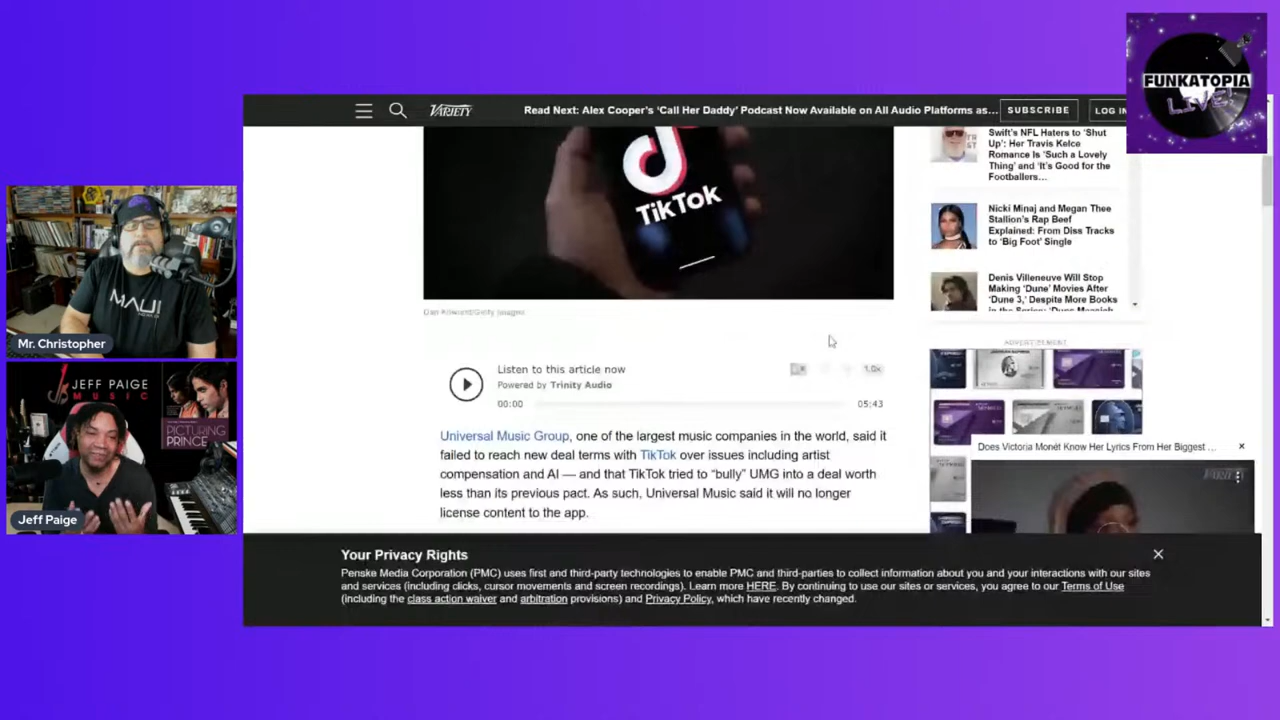 FUNKATOPIA
LIVE!
VARIETY
Read Next: Alex Cooper's 'Call Her Daddy' Podcast Now Available on All Audio Platforms as...
SUBSCRIBE
LOG IN
TikTok
Swift's NFL Haters to 'Shut
Up': Her Travis Kelce
Romance Is 'Such a Lovely
Thing' and 'It's Good for the
Footballers...
Nicki Minaj and Megan Thee
Stallion's Rap Beef
Explained: From Diss Tracks
to 'Big Foot' Single
Denis Villeneuve Will Stop
Making 'Dune' Movies After
'Dune 3,' Despite More Books
in the Series: 'Dune Messiah
MAUI
Mr. Christopher
JEFF PAIGE
MUSIC
PICTURING
PRINCE
Jeff Paige
ADVERTISEMENT
Listen to this article now
Powered by Trinity Audio
1.0x
00:00
05:43
Universal Music Group, one of the largest music companies in the world, said it
failed to reach new deal terms with TikTok over issues including artist
compensation and AI — and that TikTok tried to “bully” UMG into a deal worth
less than its previous pact. As such, Universal Music said it will no longer
license content to the app.
Does Victoria Monét Know Her Lyrics From Her Biggest ...
VARIETY
Your Privacy Rights
Penske Media Corporation (PMC) uses first and third-party technologies to enable PMC and third-parties to collect information about you and your interactions with our sites
and services (including clicks, cursor movements and screen recordings). Learn more HERE. By continuing to use our sites or services, you agree to our Terms of Use
(including the class action waiver and arbitration provisions) and Privacy Policy, which have recently changed.